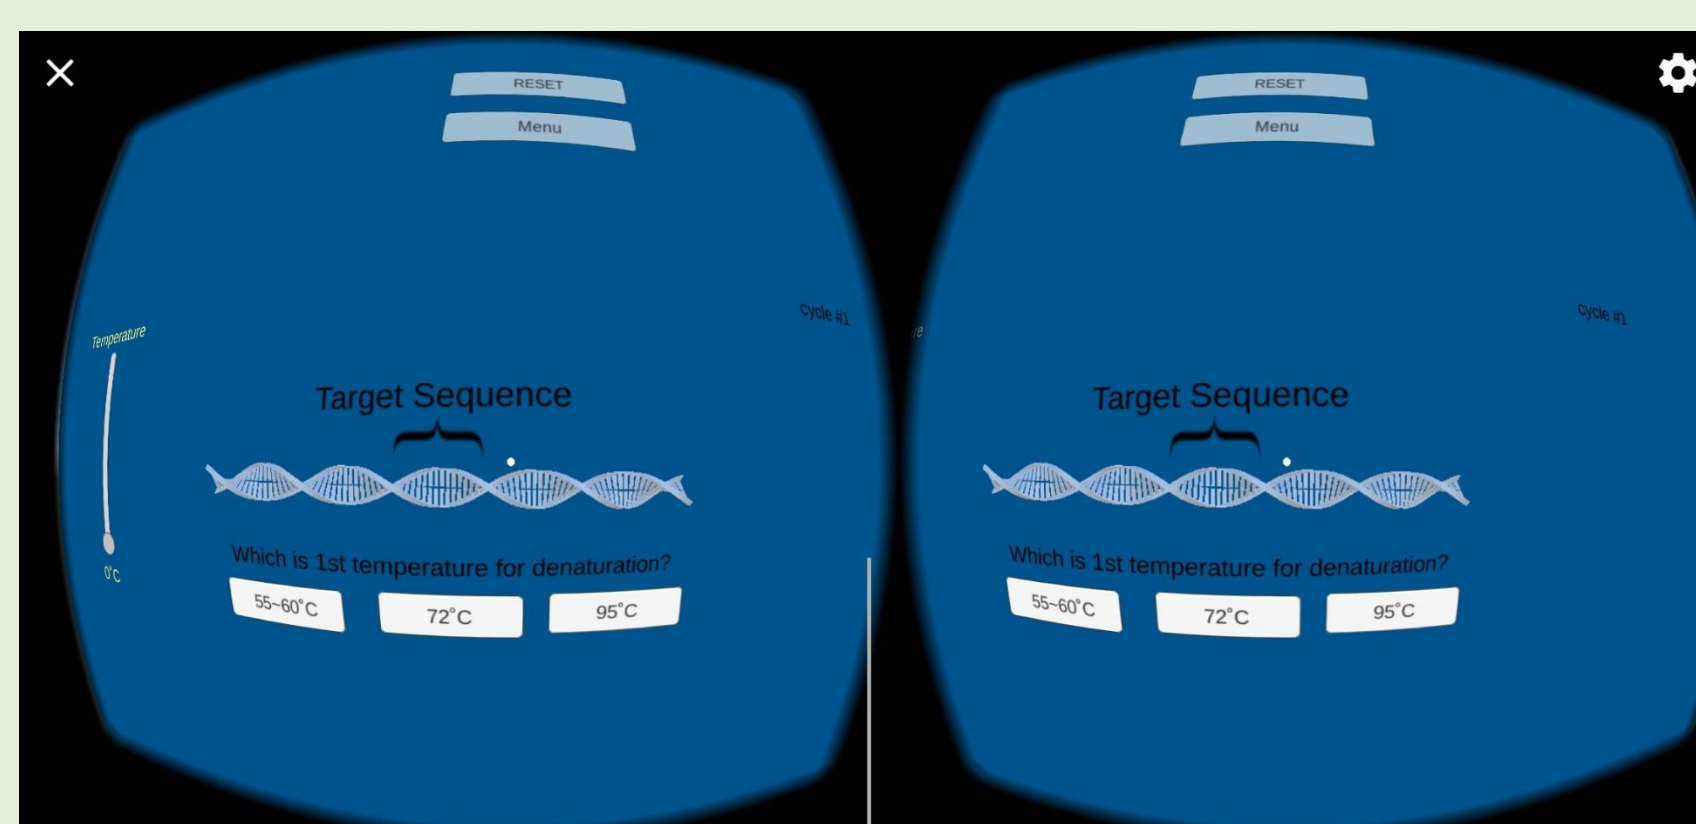 RESET
Menu
cycle #1
Temperature
Target Sequence
0°C
Which is 1st temperature for denaturation?
55~60°C
72°C
95°C
RESET
Menu
cycle #1
re
Target Sequence
Which is 1st temperature for denaturation?
55~60°C
72°C
95°C